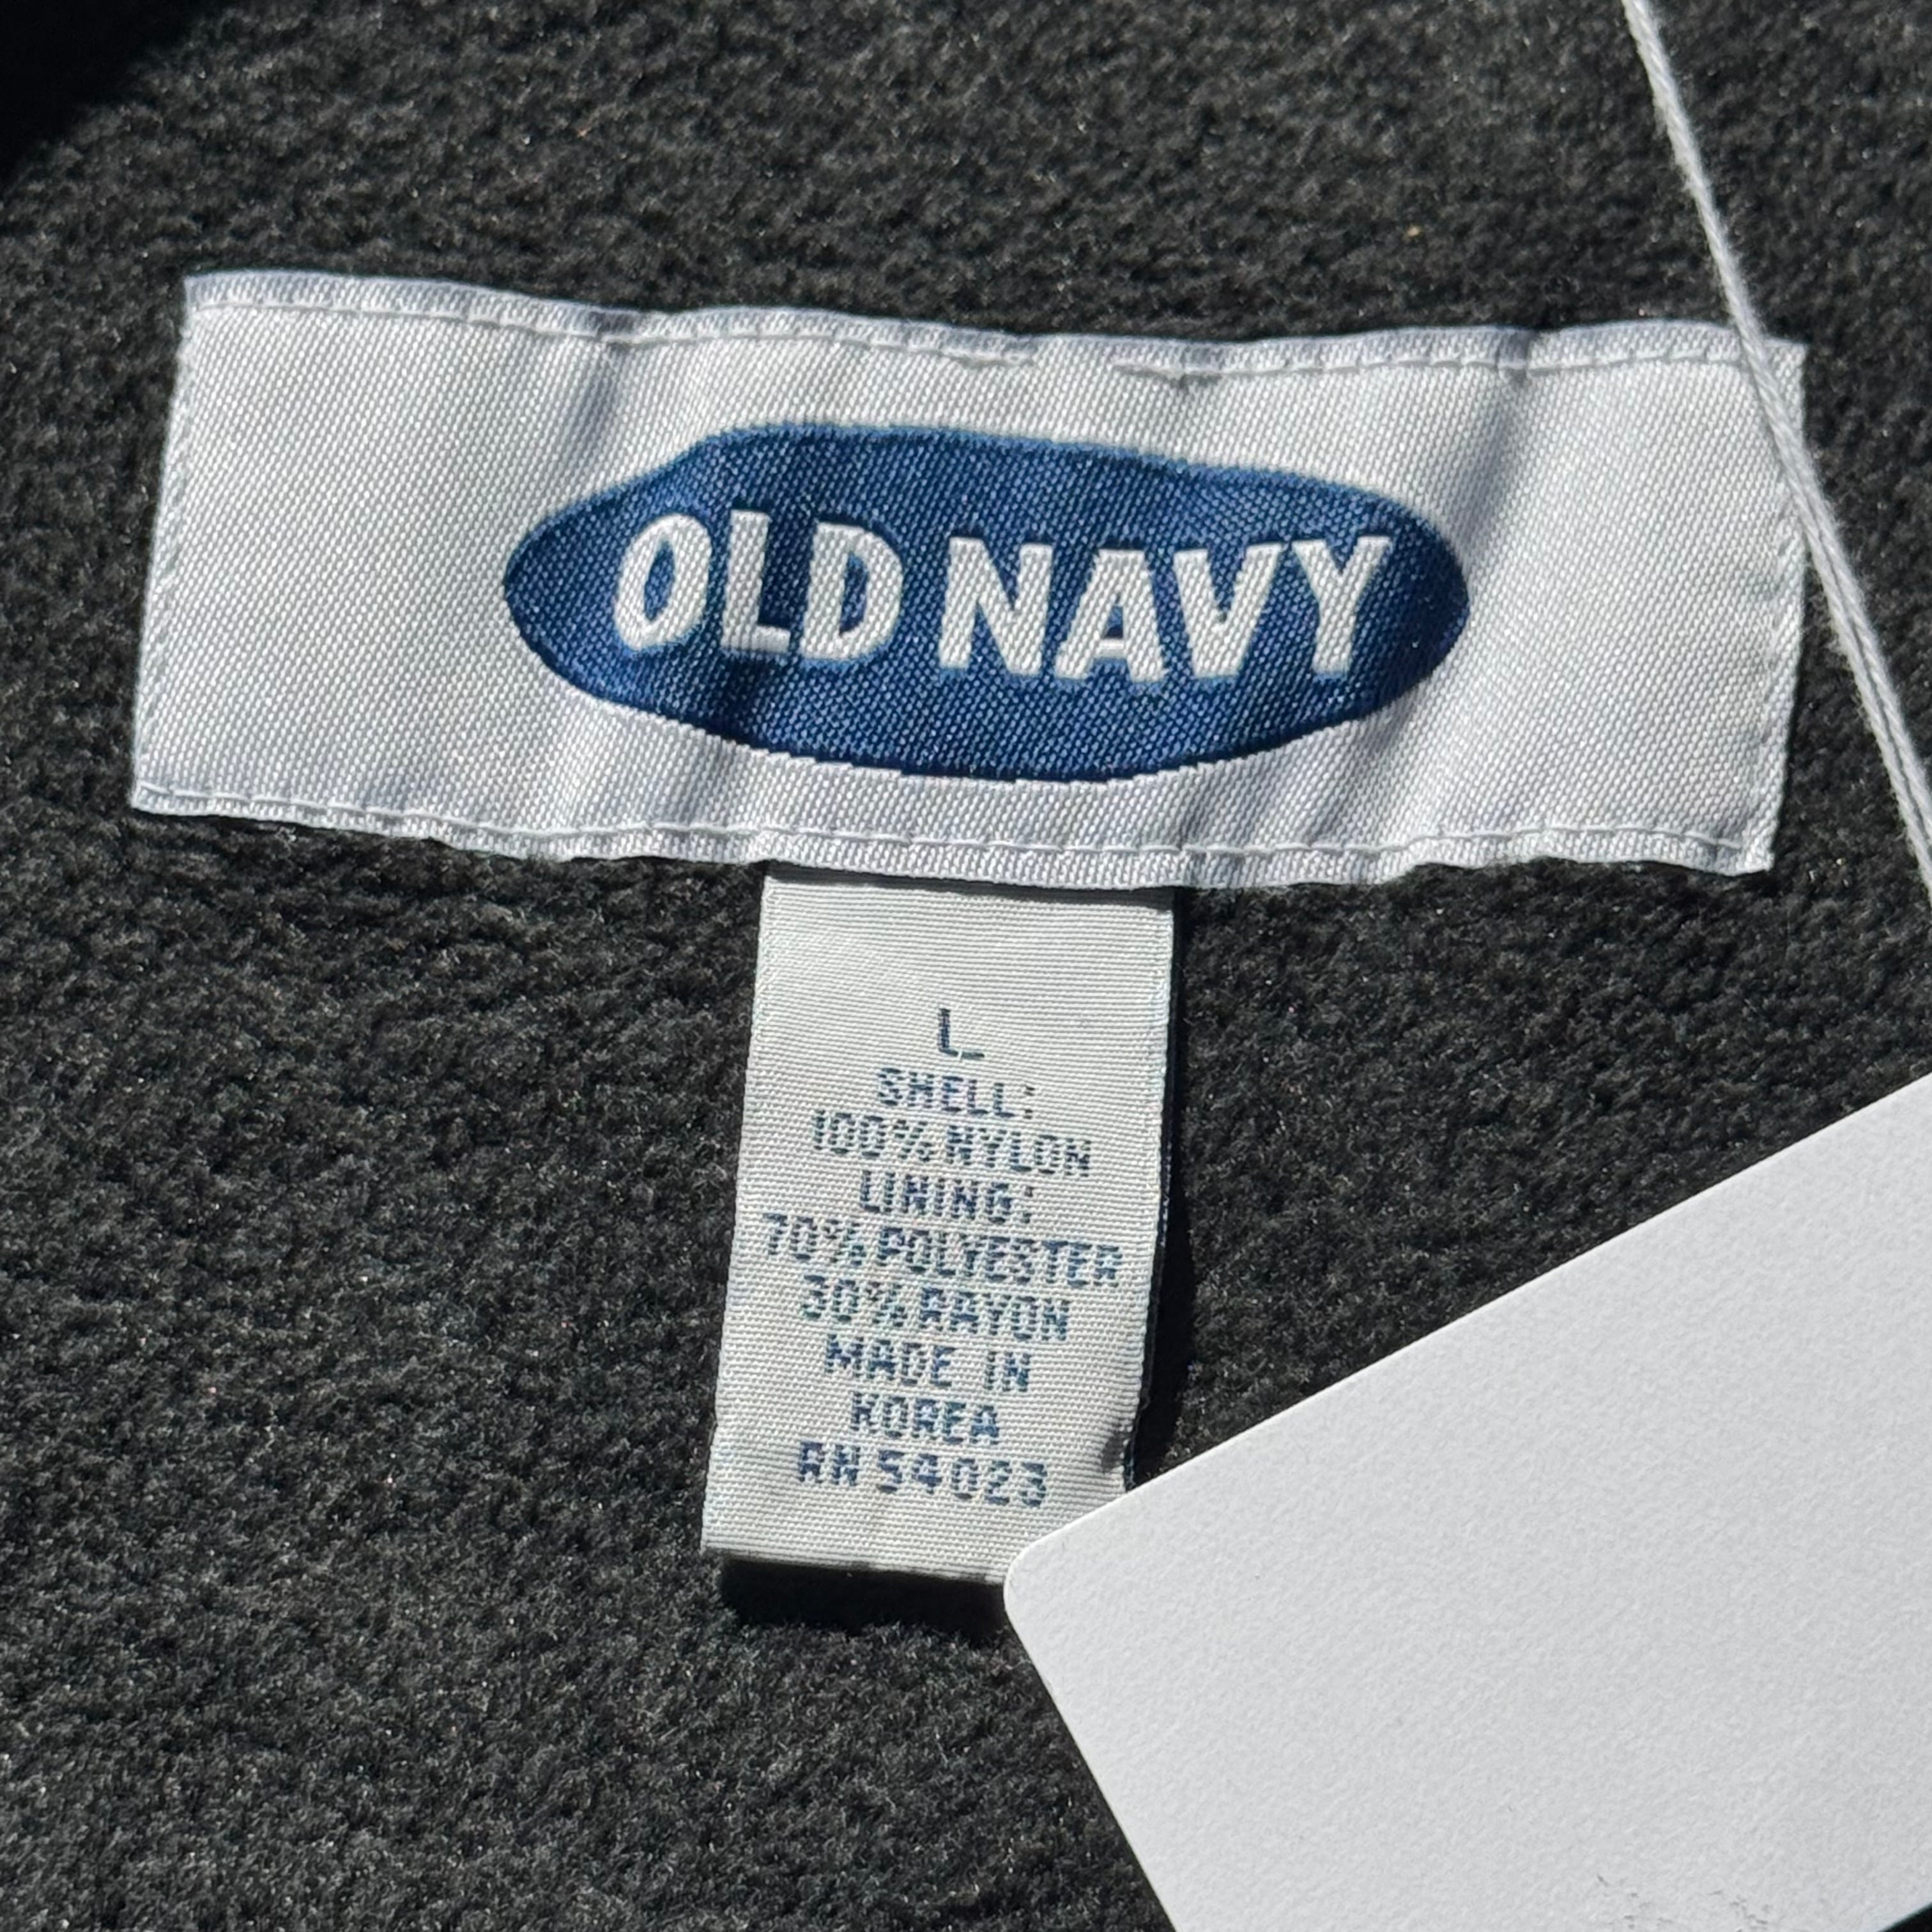 OLD NAVY
L
SHELL:
100% NYLON
LINING:
70% POLYESTER
30% RAYON
MADE IN
KOREA
RN 54023